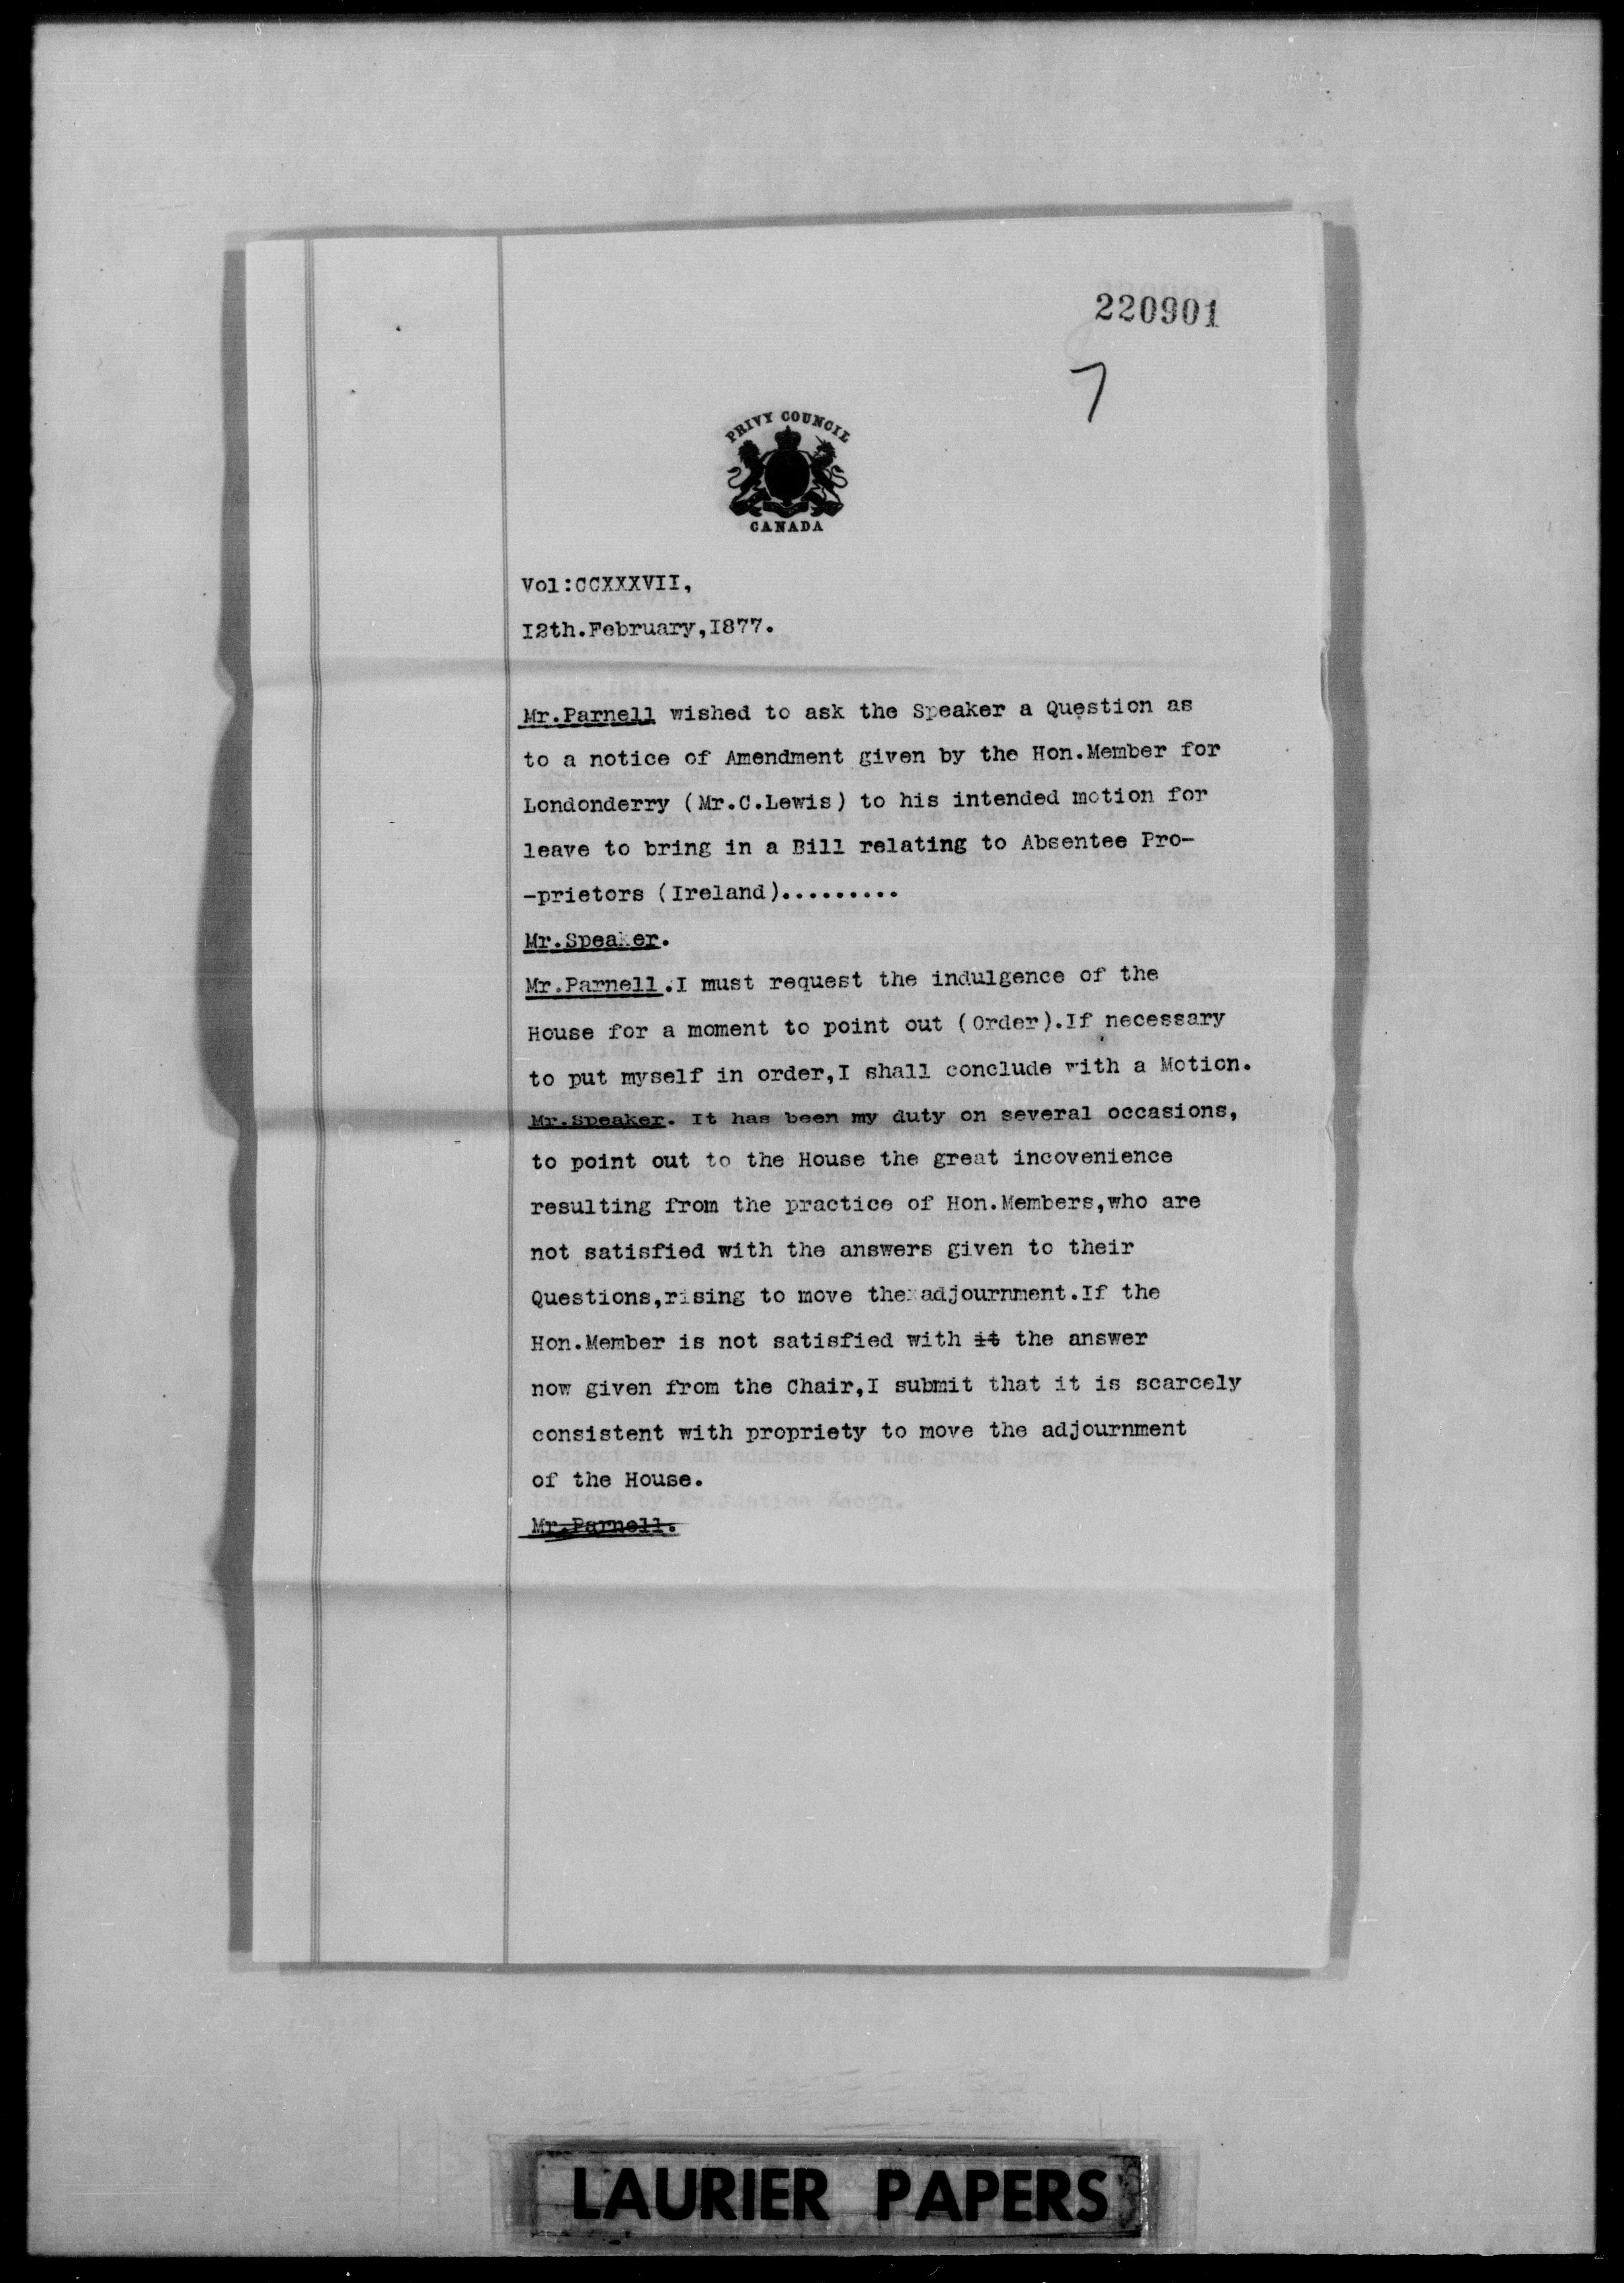 220901
7
PRIVY COUNCIL
CANADA
Vol:CCXXXVII,
I2th.February,I877.
Mr.Parnell wished to ask the Speaker a Question as
to a notice of Amendment given by the Hon.Member for
Londonderry (Mr.C.Lewis) to his intended motion for
leave to bring in a Bill relating to Absentee Pro-
-prietors (Ireland).........
Mr.Speaker.
Mr.Parnell.I must request the indulgence of the
House for a moment to point out (Order).If necessary
to put myself in order,I shall conclude with a Motion.
Mr.Speaker. It has been my duty on several occasions,
to point out to the House the great incovenience
resulting from the practice of Hon.Members,who are
not satisfied with the answers given to their
Questions,rising to move the adjournment.If the
Hon.Member is not satisfied with it the answer
now given from the Chair,I submit that it is scarcely
consistent with propriety to move the adjournment
of the House.
Mr.Parnell.
LAURIER PAPERS